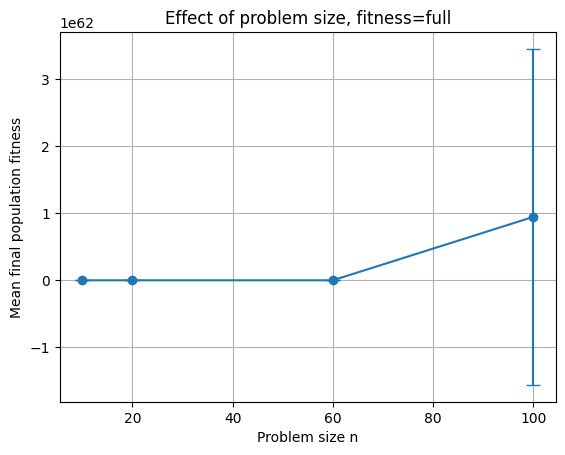 Effect of problem size, fitness=full
1e62
3
2
1
0
−1
Mean final population fitness
20
40
60
80
100
Problem size n